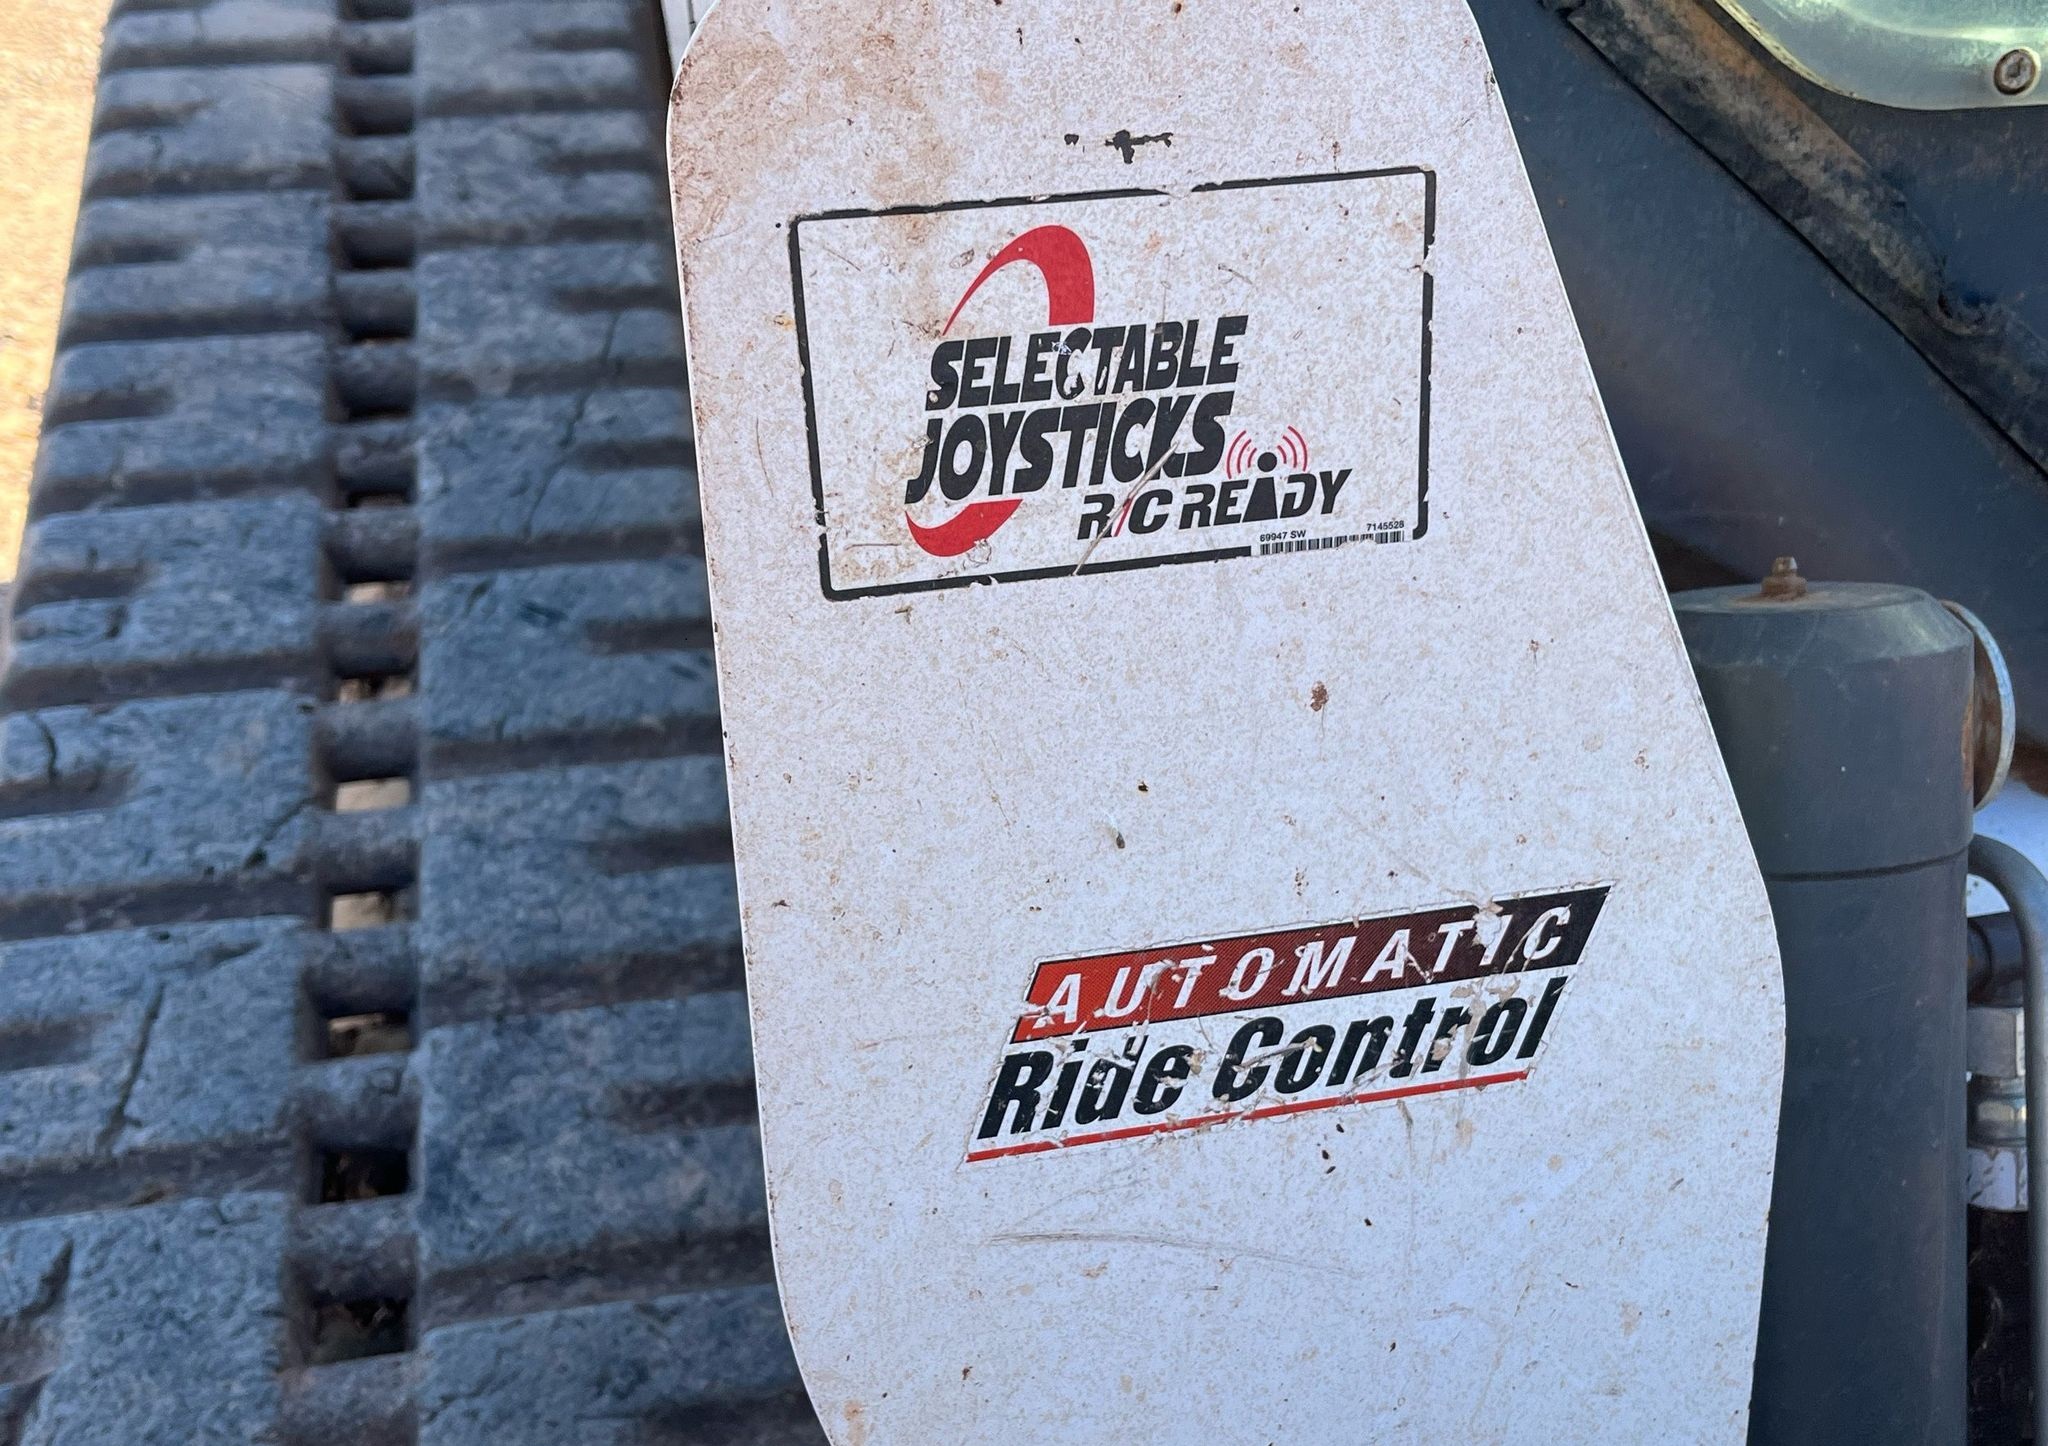 SELECTABLE
JOYSTICKS
R/C READY
69947 SW 7145528
AUTOMATIC
Ride Control